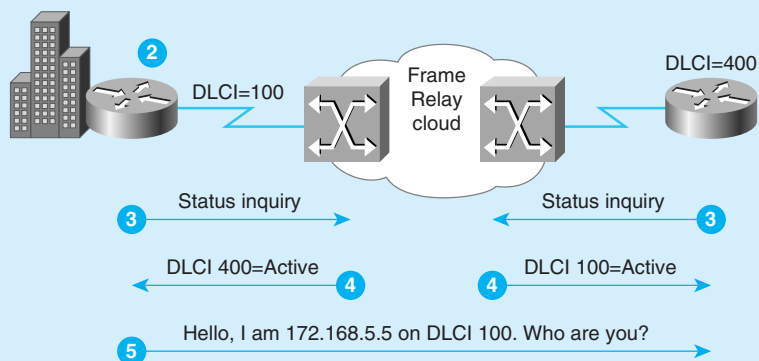 2
DLCI=100
Frame
Relay
cloud
DLCI=400
3 Status inquiry
Status inquiry 3
DLCI 400=Active 4
4 DLCI 100=Active
5 Hello, I am 172.168.5.5 on DLCI 100. Who are you?